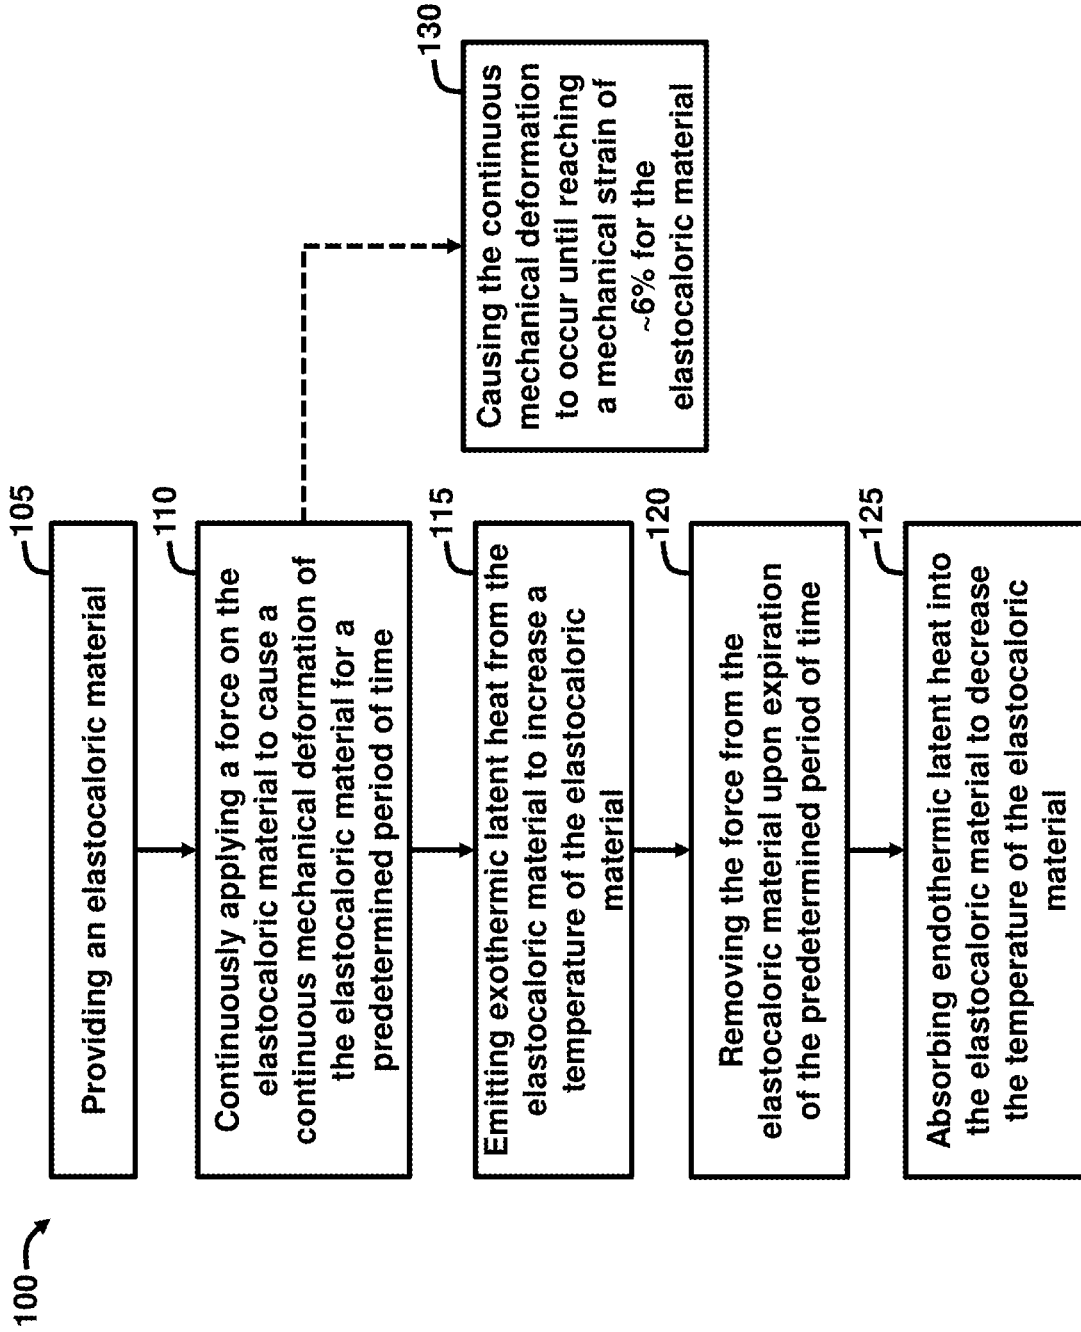 100
105
Providing an elastocaloric material
110
Continuously applying a force on the
elastocaloric material to cause a
continuous mechanical deformation of
the elastocaloric material for a
predetermined period of time
130
Causing the continuous
mechanical deformation
to occur until reaching
a mechanical strain of
~6% for the
elastocaloric material
115
Emitting exothermic latent heat from the
elastocaloric material to increase a
temperature of the elastocaloric
material
120
Removing the force from the
elastocaloric material upon expiration
of the predetermined period of time
125
Absorbing endothermic latent heat into
the elastocaloric material to decrease
the temperature of the elastocaloric
material